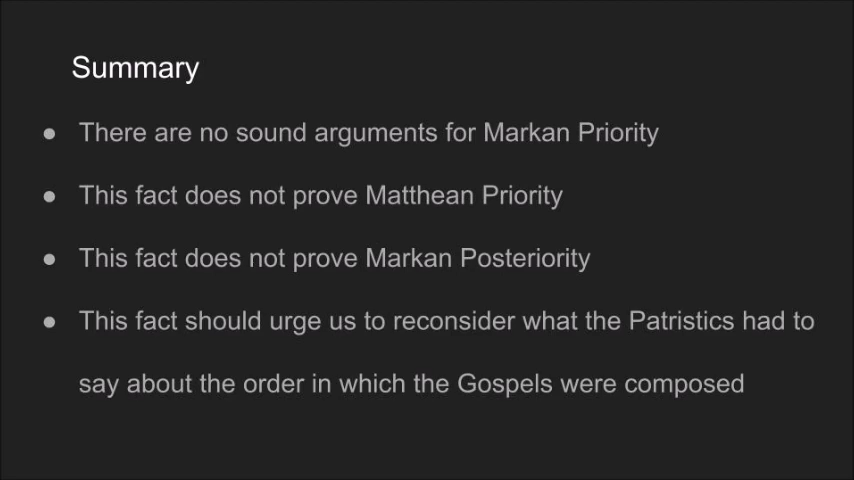 Summary
● There are no sound arguments for Markan Priority
● This fact does not prove Matthean Priority
● This fact does not prove Markan Posteriority
● This fact should urge us to reconsider what the Patristics had to
say about the order in which the Gospels were composed